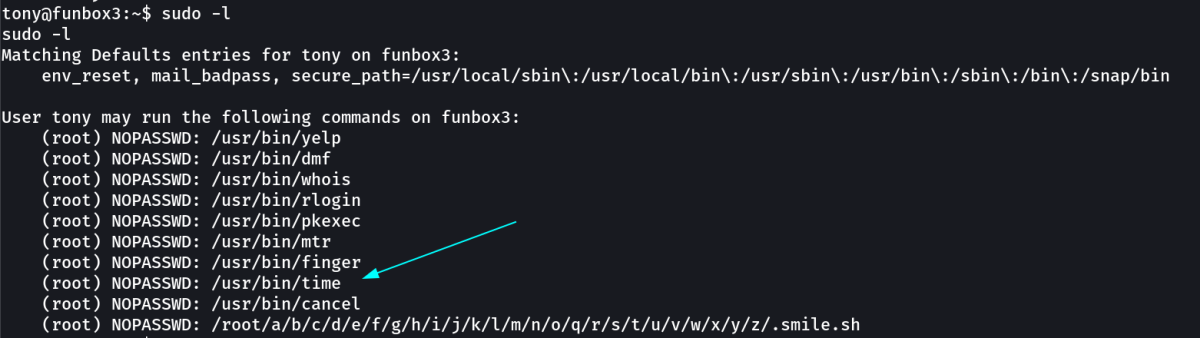 tony@funbox3:~$ sudo -l
sudo -l
Matching Defaults entries for tony on funbox3:
    env_reset, mail_badpass, secure_path=/usr/local/sbin\:/usr/local/bin\:/usr/sbin\:/usr/bin\:/sbin\:/bin\:/snap/bin

User tony may run the following commands on funbox3:
    (root) NOPASSWD: /usr/bin/yelp
    (root) NOPASSWD: /usr/bin/dmf
    (root) NOPASSWD: /usr/bin/whois
    (root) NOPASSWD: /usr/bin/rlogin
    (root) NOPASSWD: /usr/bin/pkexec
    (root) NOPASSWD: /usr/bin/mtr
    (root) NOPASSWD: /usr/bin/finger
    (root) NOPASSWD: /usr/bin/time
    (root) NOPASSWD: /usr/bin/cancel
    (root) NOPASSWD: /root/a/b/c/d/e/f/g/h/i/j/k/l/m/n/o/q/r/s/t/u/v/w/x/y/z/.smile.sh